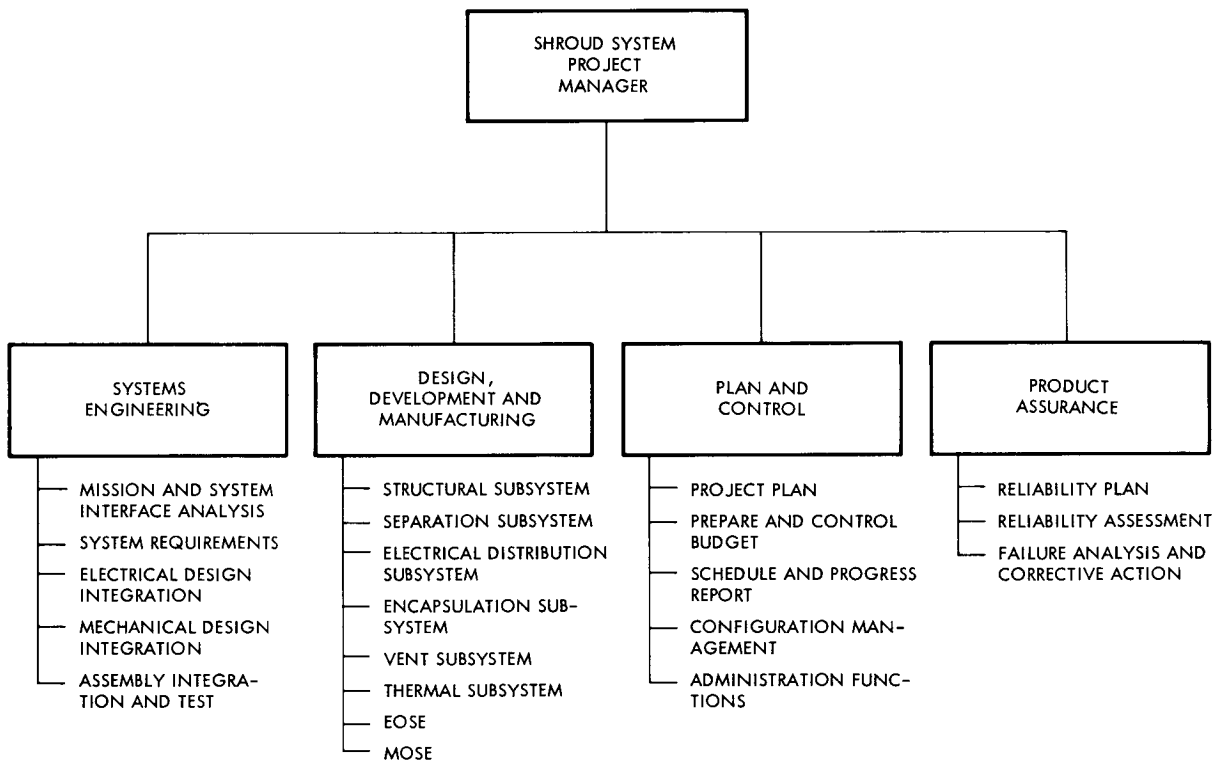 SHROUD SYSTEM
PROJECT
MANAGER
SYSTEMS
ENGINEERING
MISSION AND SYSTEM
INTERFACE ANALYSIS
SYSTEM REQUIREMENTS
ELECTRICAL DESIGN
INTEGRATION
MECHANICAL DESIGN
INTEGRATION
ASSEMBLY INTEGRA-
TION AND TEST
DESIGN,
DEVELOPMENT AND
MANUFACTURING
STRUCTURAL SUBSYSTEM
SEPARATION SUBSYSTEM
ELECTRICAL DISTRIBUTION
SUBSYSTEM
ENCAPSULATION SUB-
SYSTEM
VENT SUBSYSTEM
THERMAL SUBSYSTEM
EOSE
MOSE
PLAN AND
CONTROL
PROJECT PLAN
PREPARE AND CONTROL
BUDGET
SCHEDULE AND PROGRESS
REPORT
CONFIGURATION MAN-
AGEMENT
ADMINISTRATION FUNC-
TIONS
PRODUCT
ASSURANCE
RELIABILITY PLAN
RELIABILITY ASSESSMENT
FAILURE ANALYSIS AND
CORRECTIVE ACTION